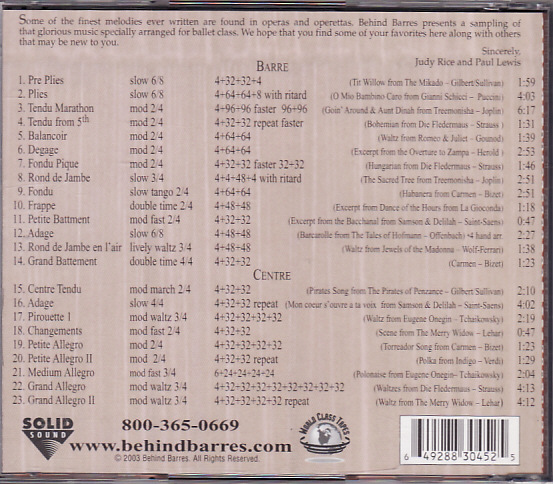 Some of the finest melodies ever written are found in operas and operettas. Behind Barres presents a sampling of
that glorious music specially arranged for ballet class. We hope that you find some of your favorites here along with others
that may be new to you.
Sincerely,
Judy Rice and Paul Lewis
BARRE
1. Pre Plies slow 6/8 4+32+32+4 (Tit Willow from The Mikado – Gilbert/Sullivan) 1:59
2. Plies slow 6/8 4+64+64+8 with ritard (O Mio Bambino Caro from Gianni Schicci – Puccini) 4:03
3. Tendu Marathon mod 2/4 4+96+96 faster 96+96 (Goin' Around & Aunt Dinah from Treemonisha – Joplin) 6:17
4. Tendu from 5th mod 2/4 4+32+32 repeat faster (Bohemian from Die Fledermaus – Strauss ) 1:31
5. Balancoir mod 2/4 4+64+64 (Waltz from Romeo & Juliet – Gounod) 1:39
6. Degage mod 2/4 4+64+64 (Excerpt from the Overture to Zampa – Herold ) 2:53
7. Fondu Pique mod 2/4 4+32+32 faster 32+32 (Hungarian from Die Fledermaus – Strauss) 1:46
8. Rond de Jambe slow 3/4 4+4+48+4 with ritard (The Sacred Tree from Treemonisha – Joplin) 2:51
9. Fondu slow tango 2/4 4+64+64 (Habanera from Carmen – Bizet) 2:51
10. Frappe double time 2/4 4+48+48 (Excerpt from Dance of the Hours from La Gioconda) 1:18
11. Petite Battment mod fast 2/4 4+32+32 (Excerpt from the Bacchanal from Samson & Delilah – Saint-Saens) 0:47
12. Adage slow 6/8 4+48+48 (Barcarolle from The Tales of Hofmann – Offenbach) *4 hand arr. 2:27
13. Rond de Jambe en l'air lively waltz 3/4 4+48+48 (Waltz from Jewels of the Madonna – Wolf-Ferrari) 1:38
14. Grand Battement double time 4/4 4+32+32 (Carmen – Bizet) 1:23
CENTRE
15. Centre Tendu mod march 2/4 4+32+32 (Pirates Song from The Pirates of Penzance – Gilbert Sullivan) 2:10
16. Adage slow 4/4 4+32+32 repeat (Mon coeur s'ouvre a ta voix from Samson & Delilah – Saint-Saens) 4:02
17. Pirouette I mod waltz 3/4 4+32+32+32+32 (Waltz from Eugene Onegin – Tchaikowsky) 2:19
18. Changements mod fast 2/4 4+32+32 (Scene from The Merry Widow – Lehar) 0:47
19. Petite Allegro mod 2/4 4+32+32+32+32 (Torreador Song from Carmen – Bizet) 1:23
20. Petite Allegro II mod 2/4 4+32+32 repeat (Polka from Indigo – Verdi) 1:29
21. Medium Allegro mod fast 3/4 6+24+24+24+24 (Polonaise from Eugene Onegin– Tchaikowsky) 2:04
22. Grand Allegro mod waltz 3/4 4+32+32+32+32+32+32+32+32 (Waltzes from Die Fledermaus – Strauss) 4:13
23. Grand Allegro II mod waltz 3/4 4+32+32+32+32 repeat (Waltz from The Merry Widow – Lehar) 4:12
SOLID
SOUND
800-365-0669
www.behindbarres.com
© 2003 Behind Barres. All Rights Reserved.
WORLD CLASS TAPES
6 49288 30452 5